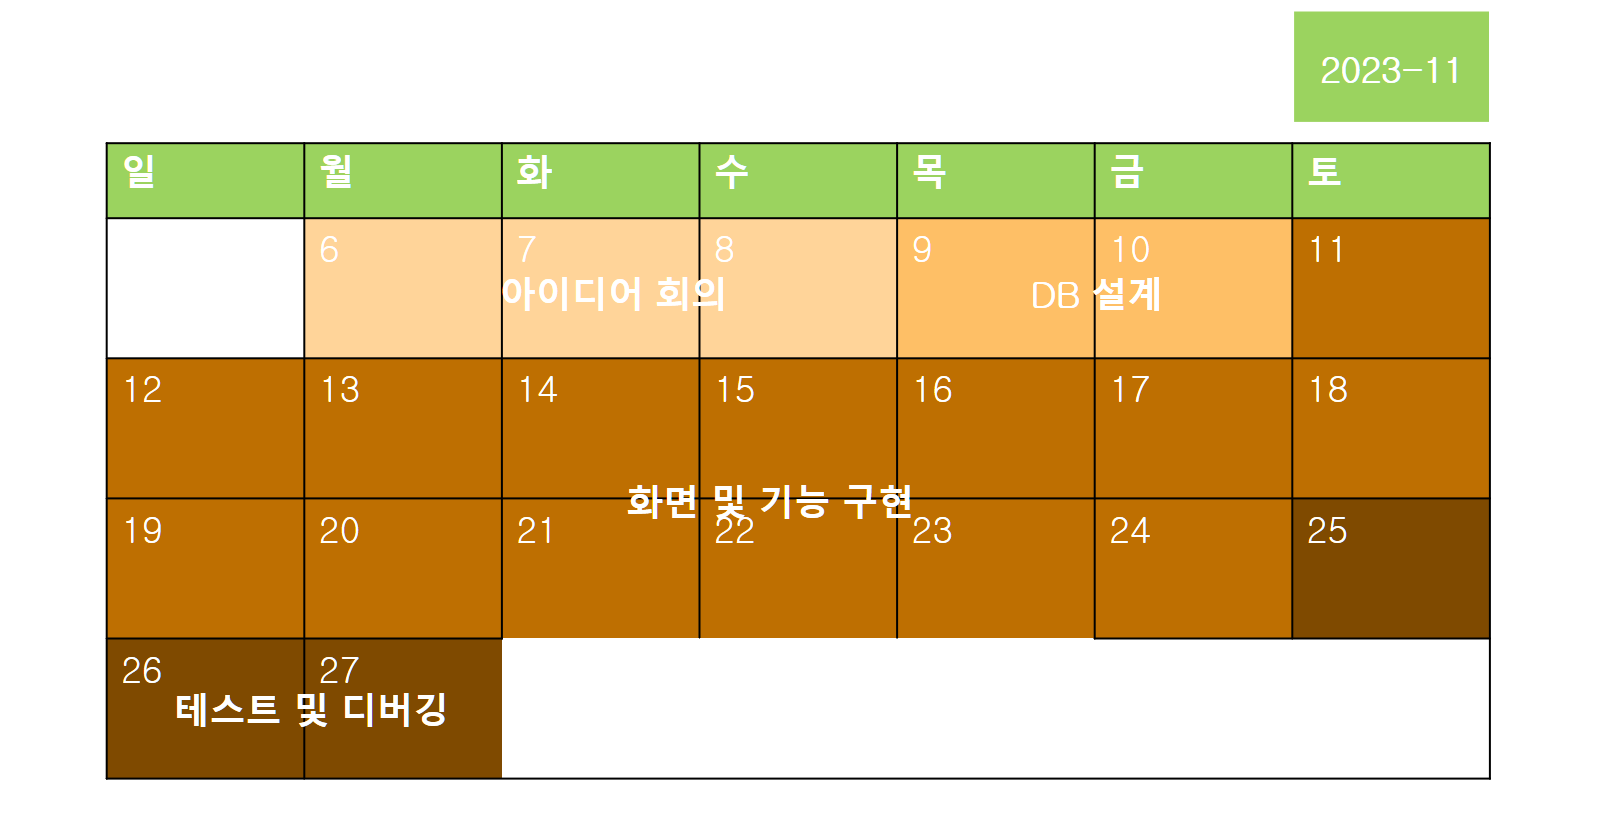 2023-11
일 월 화 수 목 금 토
6 7 8 9 10 11
아이디어 회의 DB 설계
12 13 14 15 16 17 18
화면 및 기능 구현
19 20 21 22 23 24 25
26 27
테스트 및 디버깅